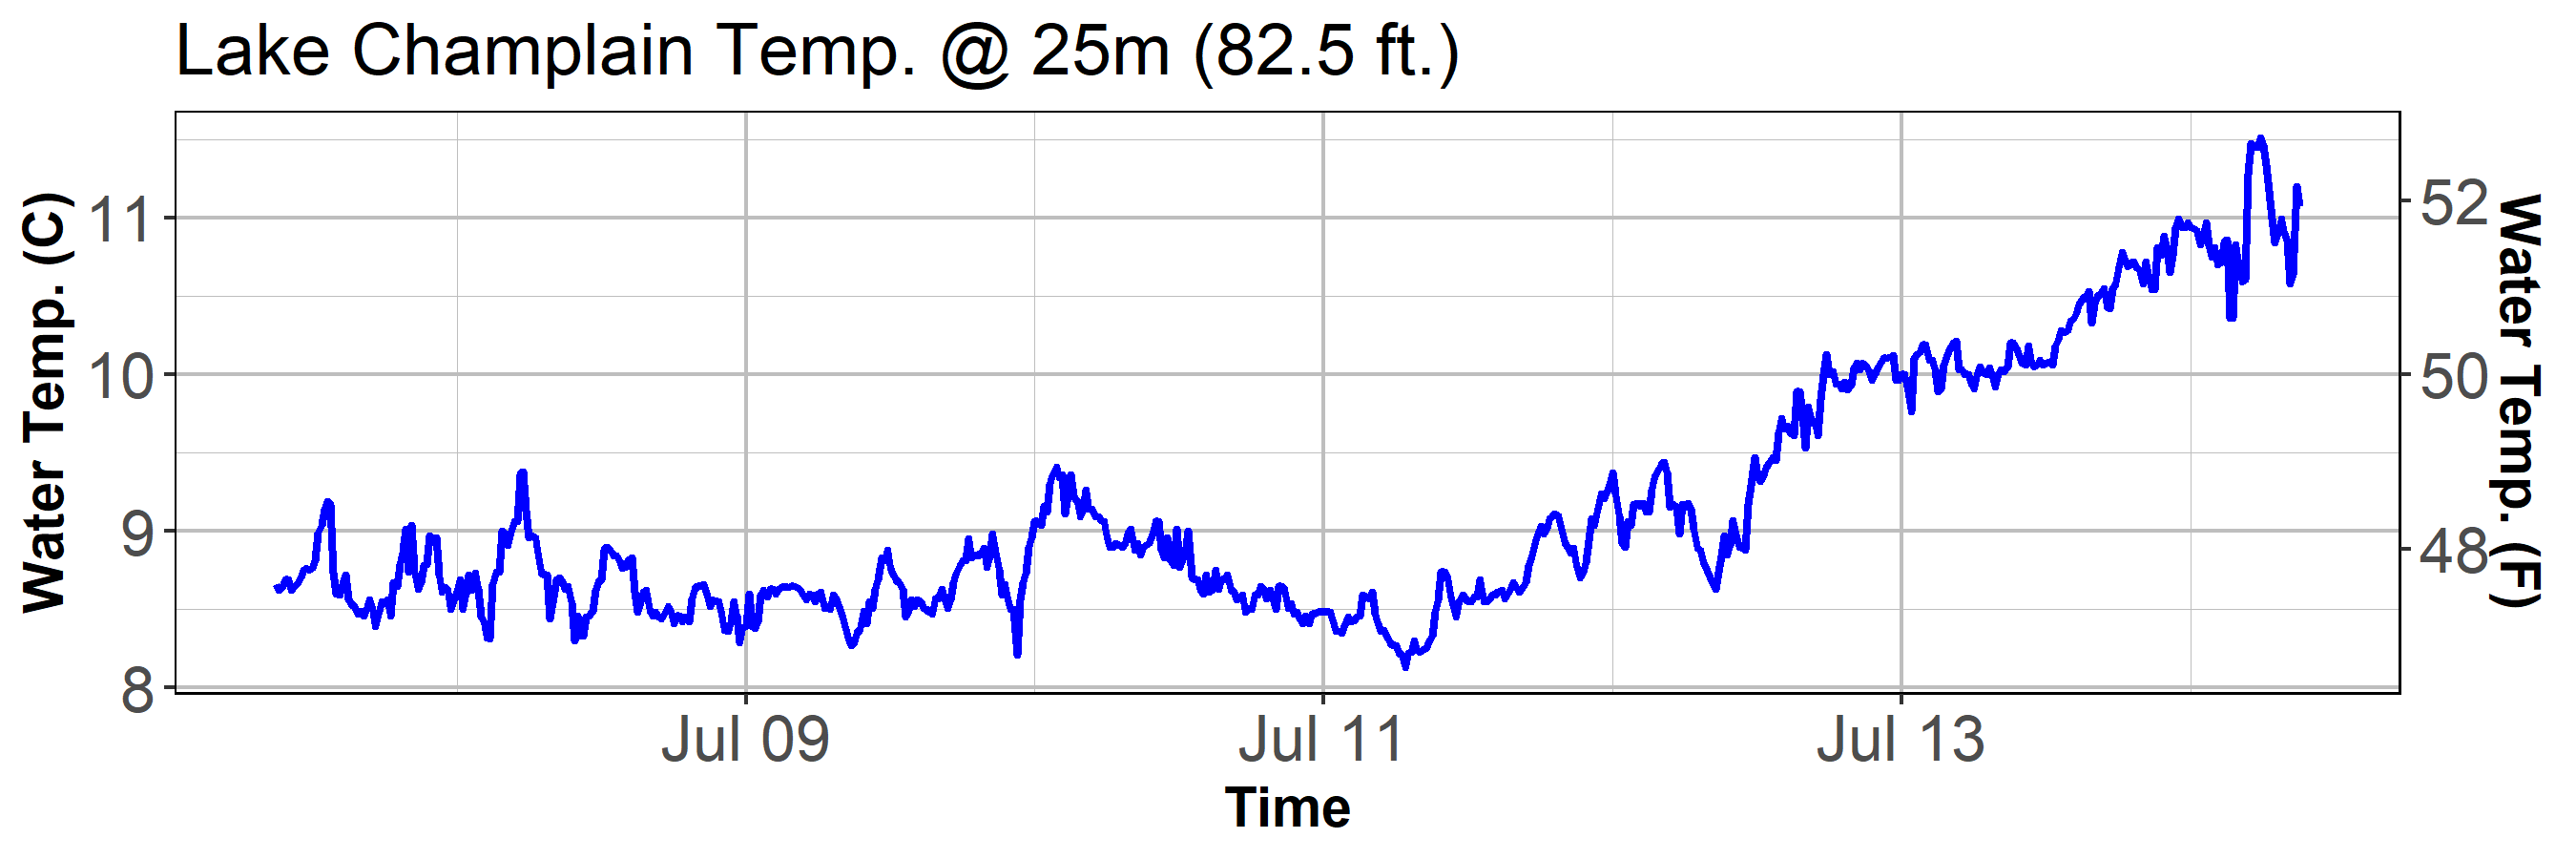 Lake Champlain Temp. @ 25m (82.5 ft.)
Water Temp. (C)
11
10
9
8
52
50
48
Water Temp. (F)
Jul 09
Jul 11
Jul 13
Time